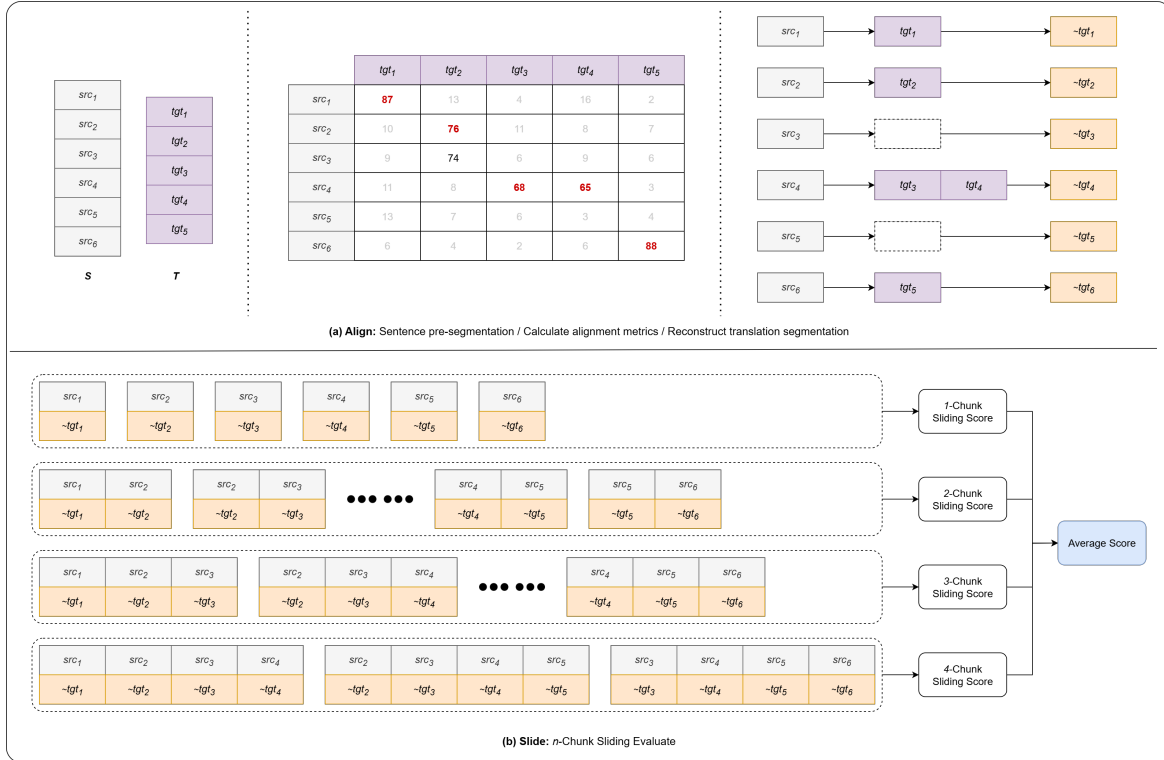 src1
src2
src3
src4
src5
src6
S
tgt1
tgt2
tgt3
tgt4
tgt5
T
tgt1 tgt2 tgt3 tgt4 tgt5
src1 87 13 4 16 2
src2 10 76 11 8 7
src3 9 74 6 9 6
src4 11 8 68 65 3
src5 13 7 6 3 4
src6 6 4 2 6 88
src1 tgt1 ~tgt1
src2 tgt2 ~tgt2
src3 ~tgt3
src4 tgt3 tgt4 ~tgt4
src5 ~tgt5
src6 tgt5 ~tgt6
(a) Align: Sentence pre-segmentation / Calculate alignment metrics / Reconstruct translation segmentation
src1 src2 src3 src4 src5 src6
~tgt1 ~tgt2 ~tgt3 ~tgt4 ~tgt5 ~tgt6
1-Chunk
Sliding Score
src1 src2 src2 src3 src4 src5 src5 src6
~tgt1 ~tgt2 ~tgt2 ~tgt3 ~tgt4 ~tgt5 ~tgt5 ~tgt6
2-Chunk
Sliding Score
Average Score
src1 src2 src3 src2 src3 src4 src4 src5 src6
~tgt1 ~tgt2 ~tgt3 ~tgt2 ~tgt3 ~tgt4 ~tgt4 ~tgt5 ~tgt6
3-Chunk
Sliding Score
src1 src2 src3 src4 src2 src3 src4 src5 src3 src4 src5 src6
~tgt1 ~tgt2 ~tgt3 ~tgt4 ~tgt2 ~tgt3 ~tgt4 ~tgt5 ~tgt3 ~tgt4 ~tgt5 ~tgt6
4-Chunk
Sliding Score
(b) Slide: n-Chunk Sliding Evaluate